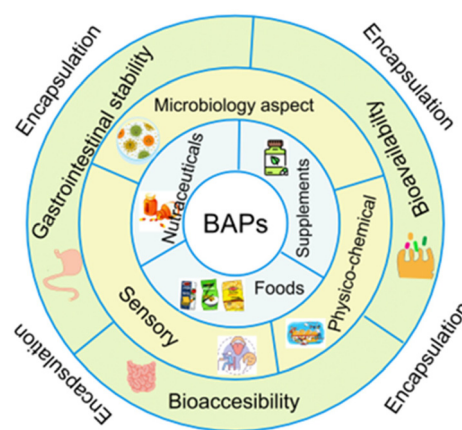 Encapsulation
Encapsulation
Gastrointestinal stability
Microbiology aspect
Bioavailability
Nutraceuticals
Supplements
BAPs
Foods
Physico-chemical
Sensory
Bioaccesibility
Encapsulation
Encapsulation